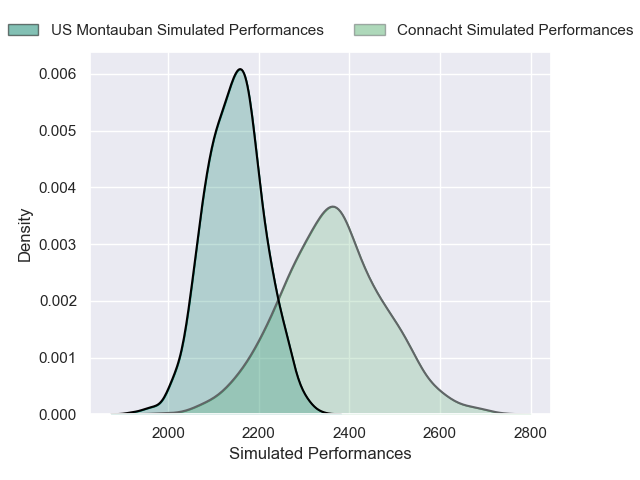 US Montauban Simulated Performances Connacht Simulated Performances
0.006
0.005
0.004
0.003
0.002
0.001
0.000
Density
2000 2200 2400 2600 2800
Simulated Performances